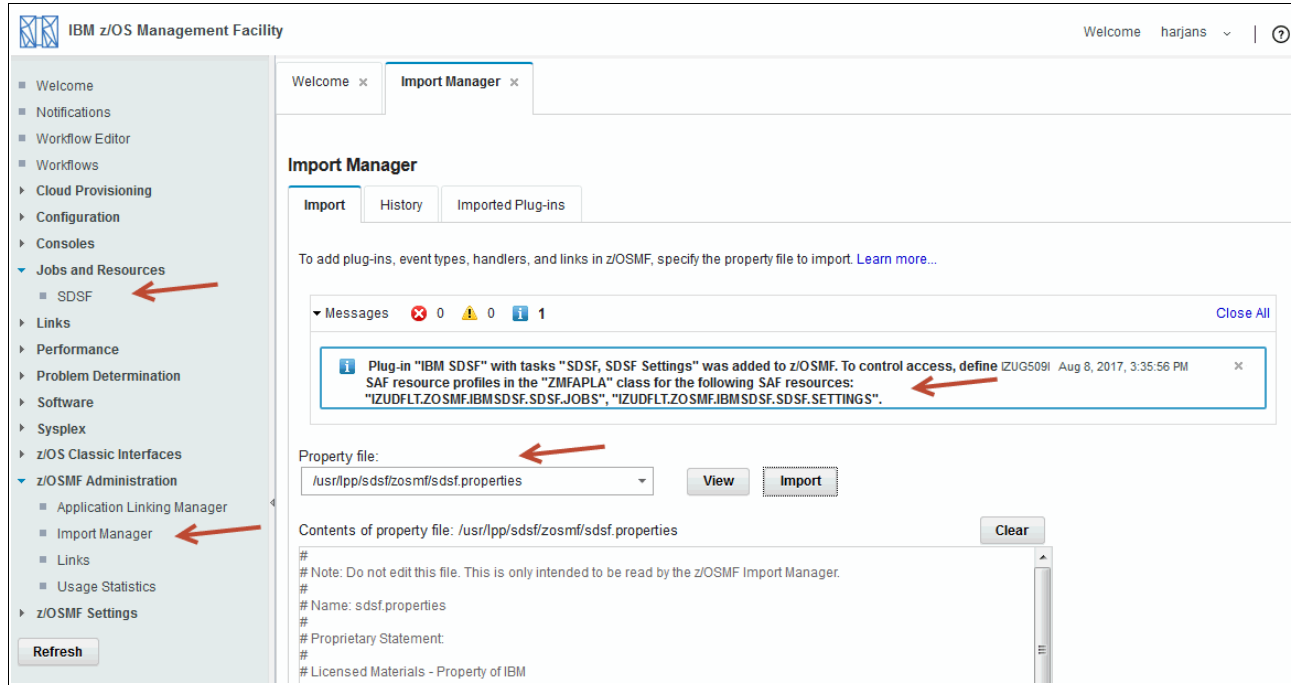 IBM z/OS Management Facility
Welcome harjans
Welcome
Notifications
Workflow Editor
Workflows
Cloud Provisioning
Configuration
Consoles
Jobs and Resources
SDSF
Links
Performance
Problem Determination
Software
Sysplex
z/OS Classic Interfaces
z/OSMF Administration
Application Linking Manager
Import Manager
Links
Usage Statistics
z/OSMF Settings
Refresh
Welcome × Import Manager ×
Import Manager
Import History Imported Plug-ins
To add plug-ins, event types, handlers, and links in z/OSMF, specify the property file to import. Learn more...
Messages 0 0 1 Close All
Plug-in "IBM SDSF" with tasks "SDSF, SDSF Settings" was added to z/OSMF. To control access, define IZUG509I Aug 8, 2017, 3:35:56 PM
SAF resource profiles in the "ZMFAPLA" class for the following SAF resources:
"IZUDFLT.ZOSMF.IBMSDSF.SDSF.JOBS", "IZUDFLT.ZOSMF.IBMSDSF.SDSF.SETTINGS".
Property file:
/usr/lpp/sdsf/zosmf/sdsf.properties View Import
Contents of property file: /usr/lpp/sdsf/zosmf/sdsf.properties Clear
#
# Note: Do not edit this file. This is only intended to be read by the z/OSMF Import Manager.
#
# Name: sdsf.properties
#
# Proprietary Statement:
#
# Licensed Materials - Property of IBM